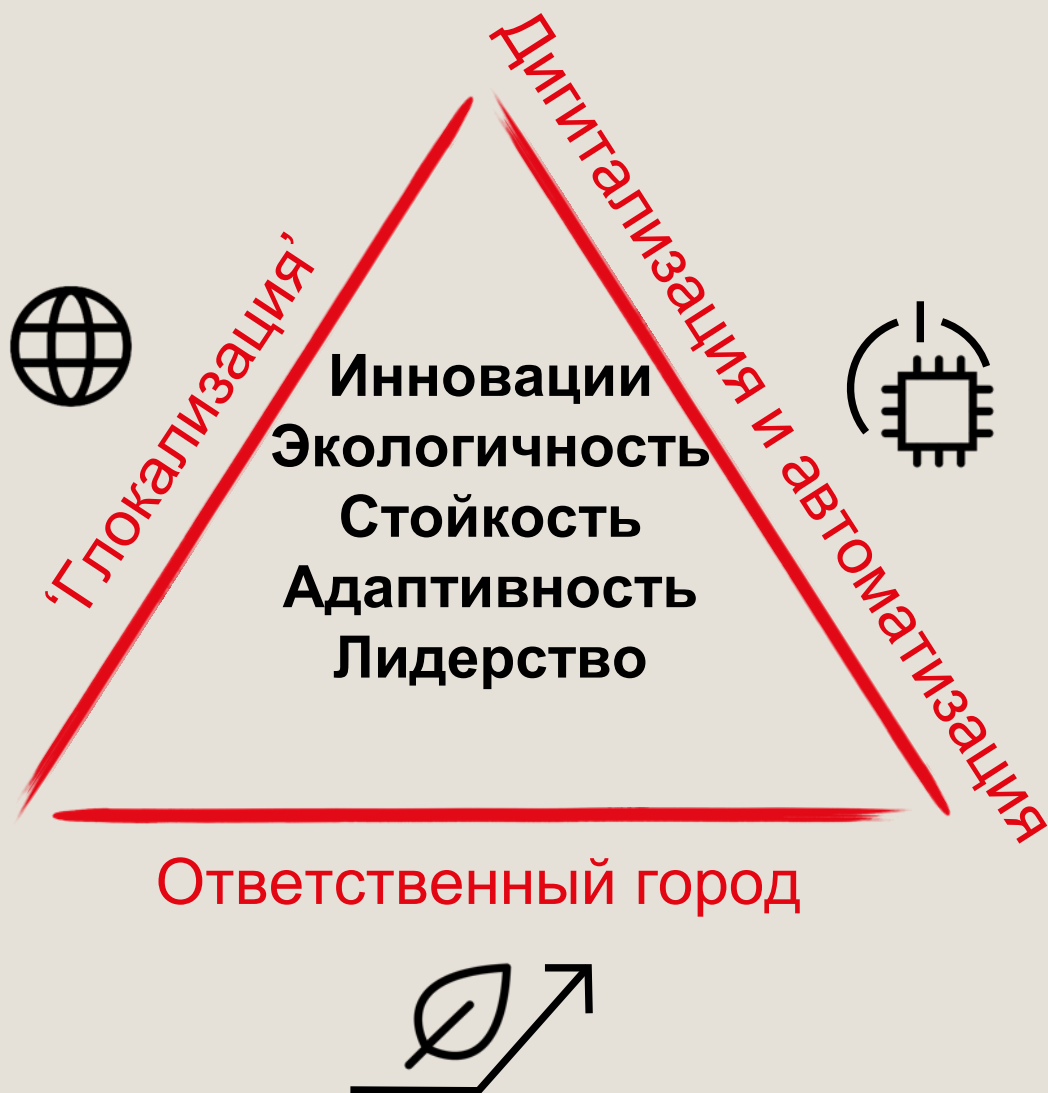 ‘Глокализация’
Дигитализация и автоматизация
Инновации
Экологичность
Стойкость
Адаптивность
Лидерство
Ответственный город